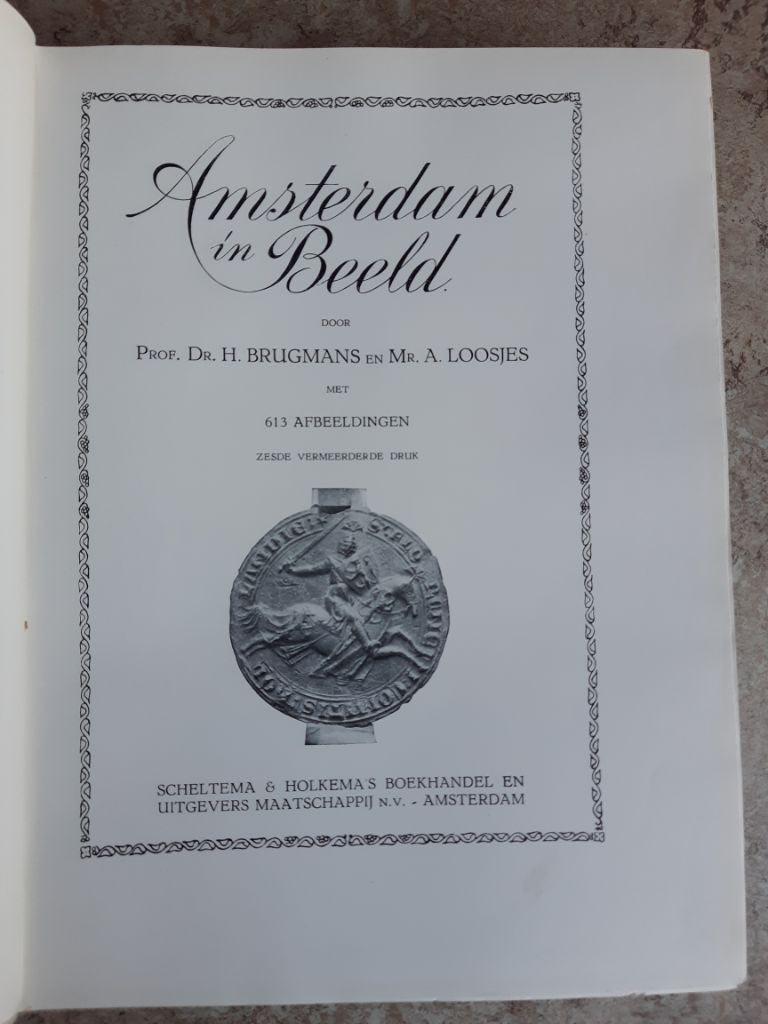 Amsterdam
in Beeld.
DOOR
PROF. DR. H. BRUGMANS EN MR. A. LOOSJES
MET
613 AFBEELDINGEN
ZESDE VERMEERDERDE DRUK
SCHELTEMA & HOLKEMA'S BOEKHANDEL EN
UITGEVERS MAATSCHAPPIJ N.V. - AMSTERDAM